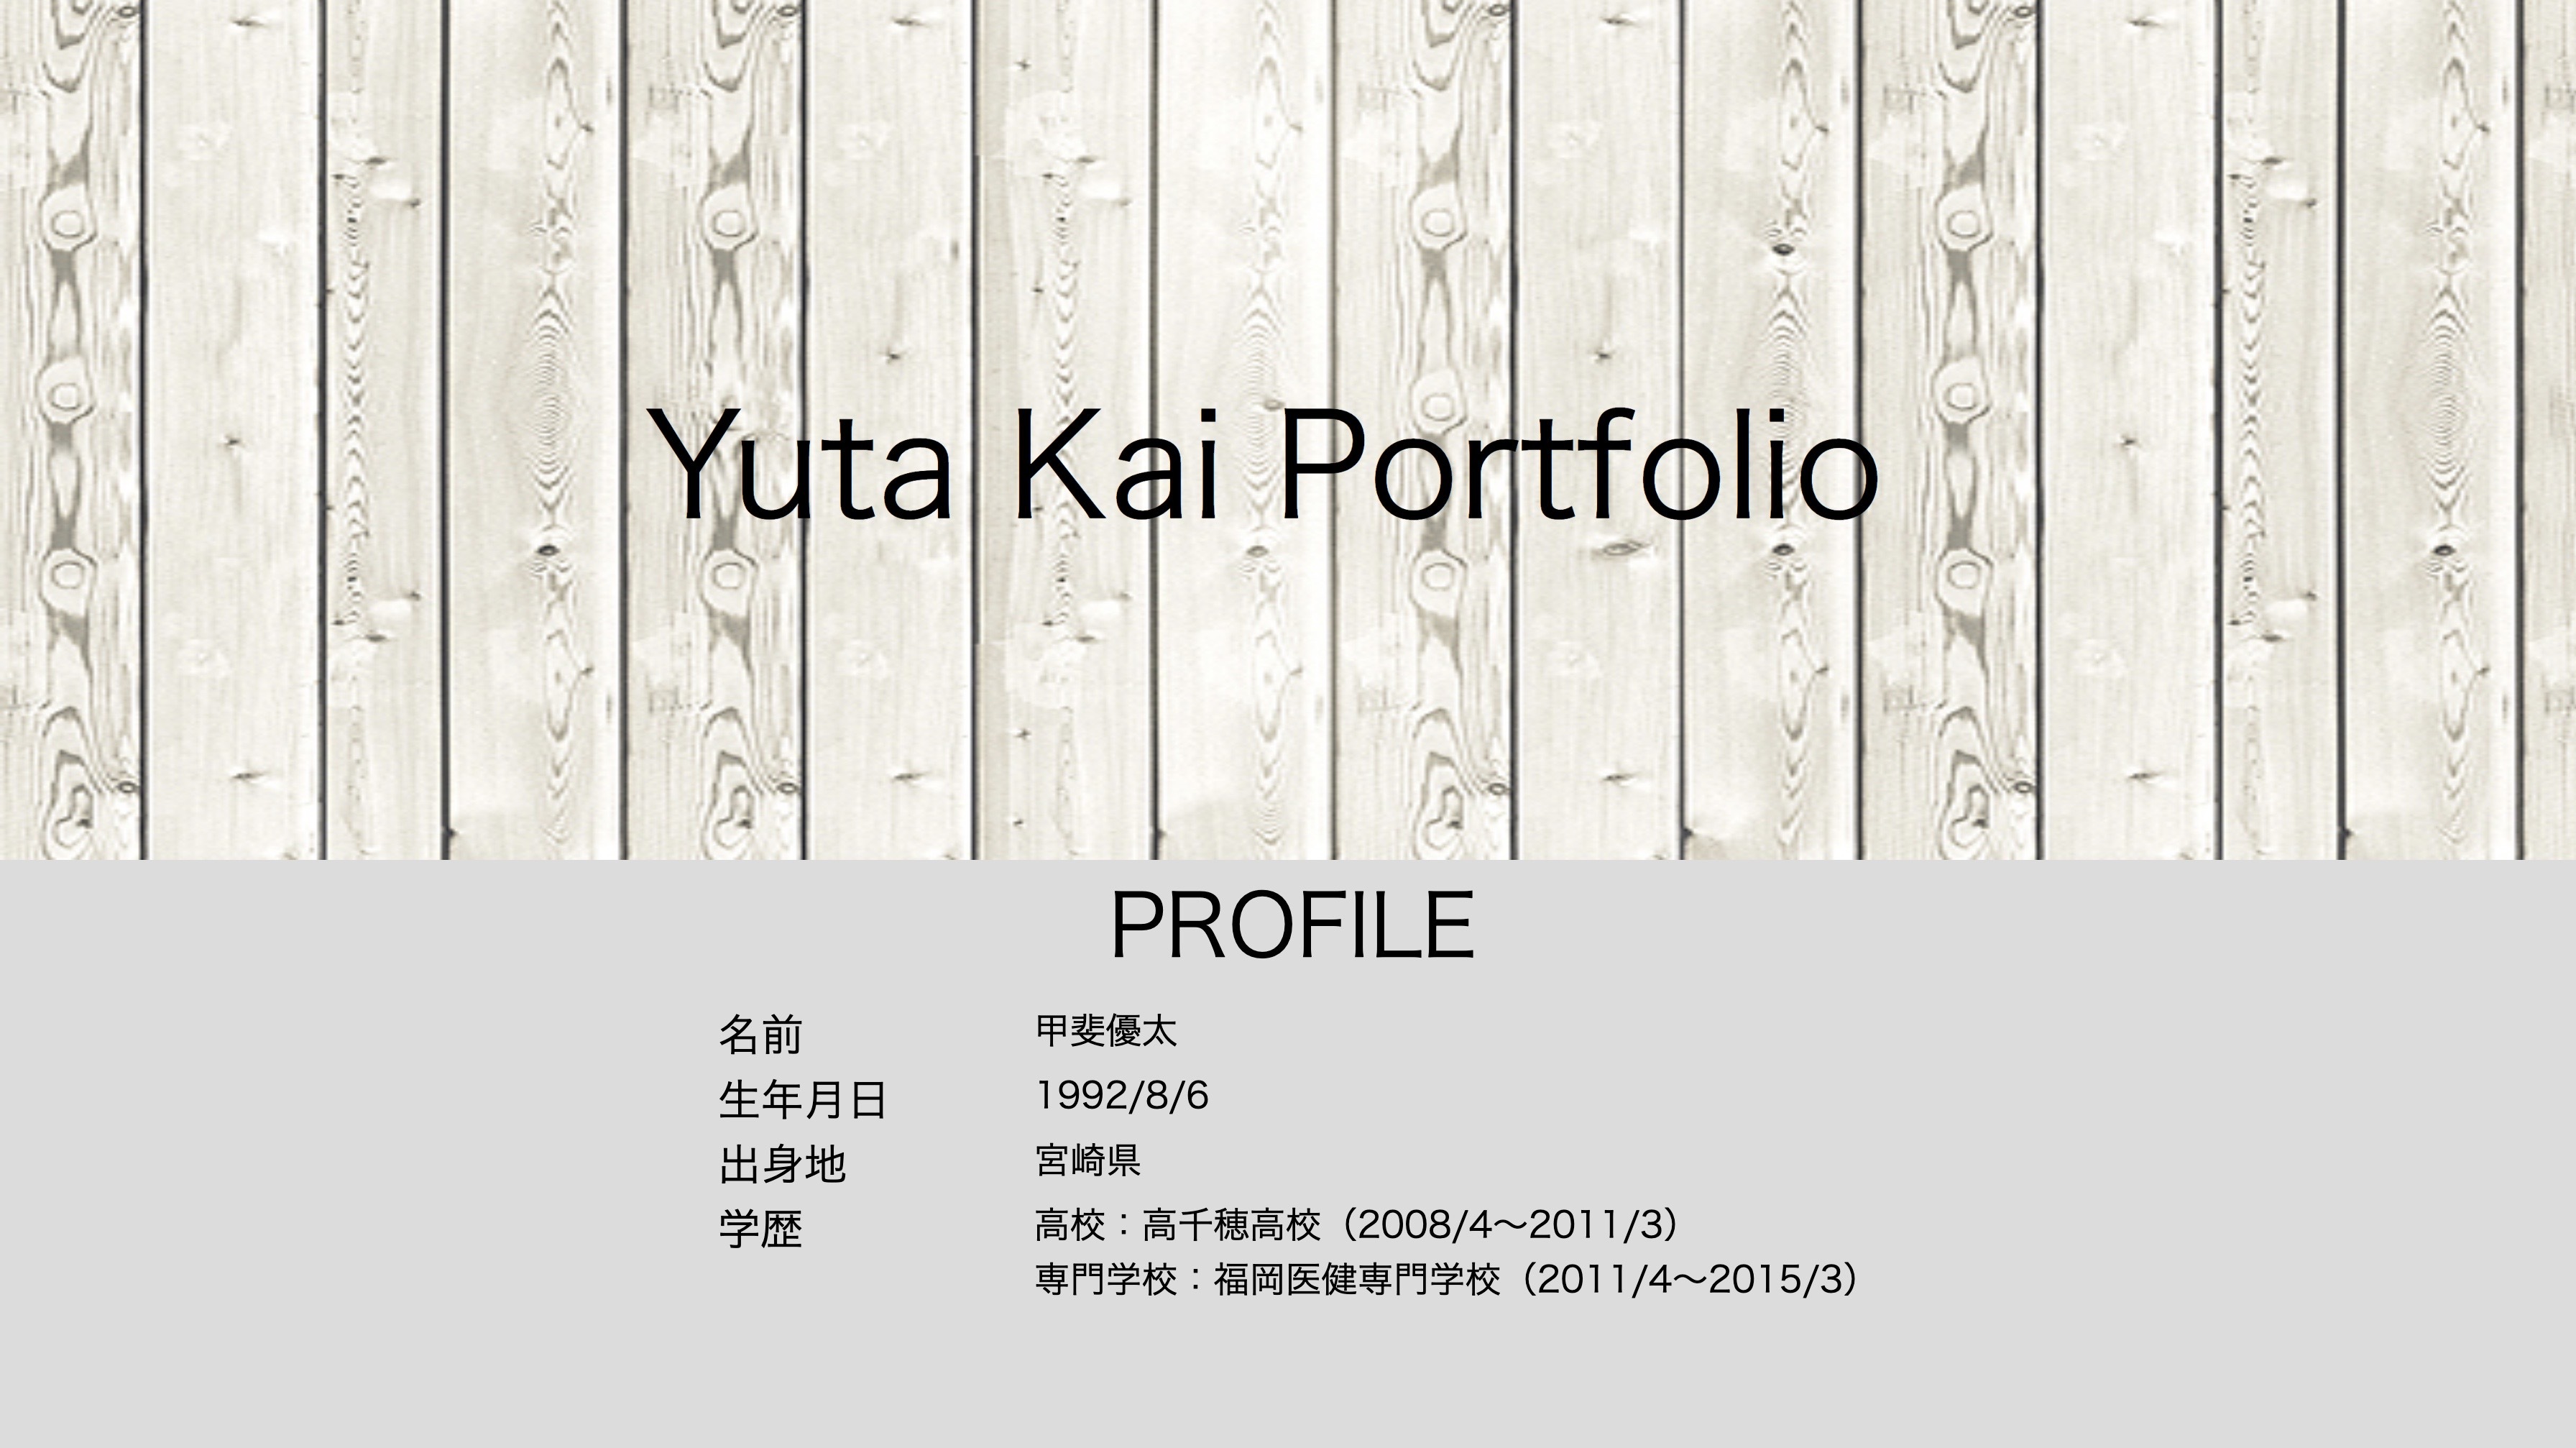 Yuta Kai Portfolio
PROFILE
名前 甲斐優太
生年月日 1992/8/6
出身地 宮崎県
学歴 高校：高千穂高校（2008/4〜2011/3）
専門学校：福岡医健専門学校（2011/4〜2015/3）